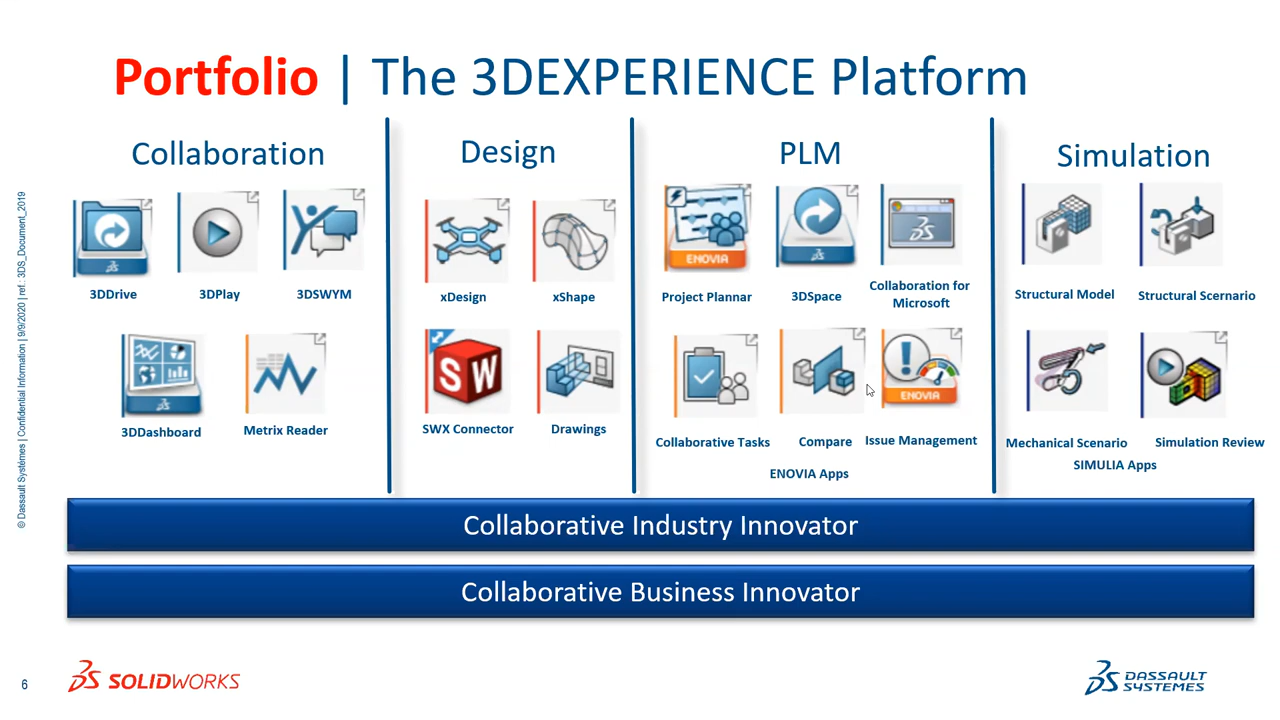 Portfolio | The 3DEXPERIENCE Platform
Collaboration
3DDrive
3DPlay
3DSWYM
3DDashboard
Metrix Reader
Design
xDesign
xShape
SW
SWX Connector
Drawings
PLM
ENOVIA
Project Plannar
3DSpace
Collaboration for
Microsoft
Collaborative Tasks
Compare
ENOVIA
Issue Management
ENOVIA Apps
Simulation
Structural Model
Structural Scernario
Mechanical Scenario
Simulation Review
SIMULIA Apps
Collaborative Industry Innovator
Collaborative Business Innovator
© Dassault Systèmes | Confidential Information | 9/9/2020 | ref.: 3DS_Document_2019
6
SOLIDWORKS
DASSAULT
SYSTEMES